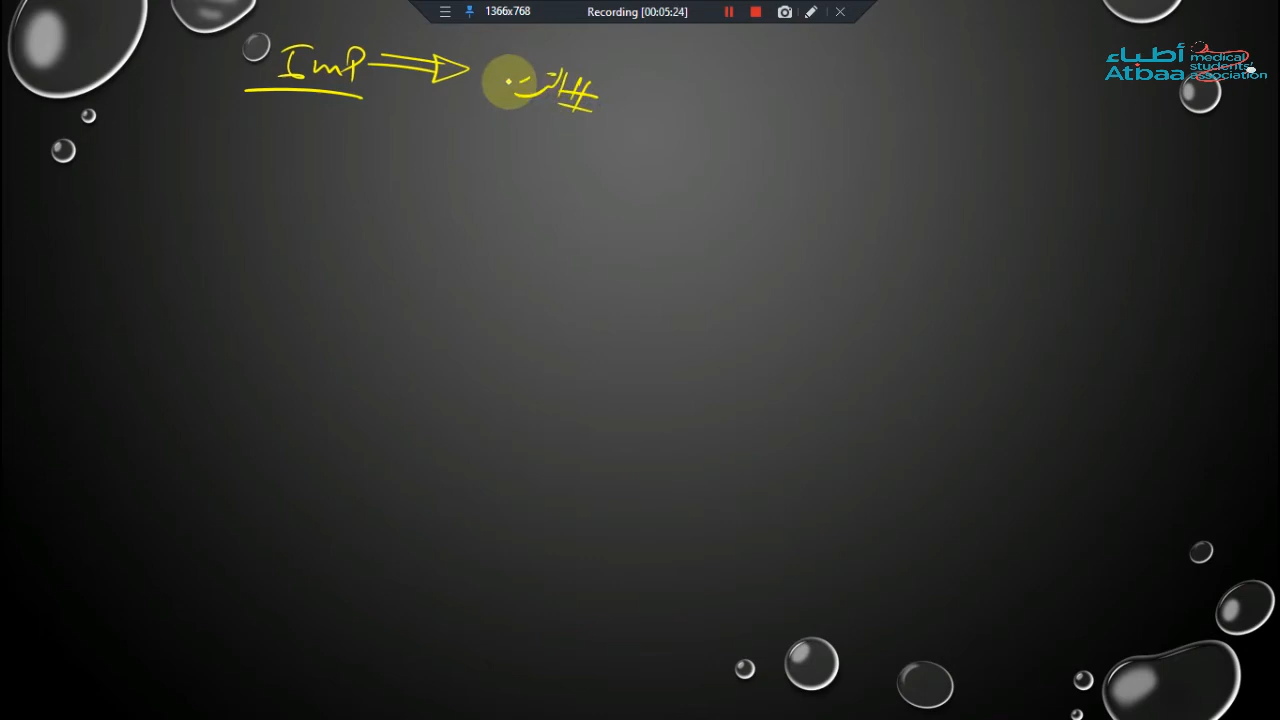 1366x768
Recording [00:05:24]
أطباء medical
students'
Atbaa association
Imp